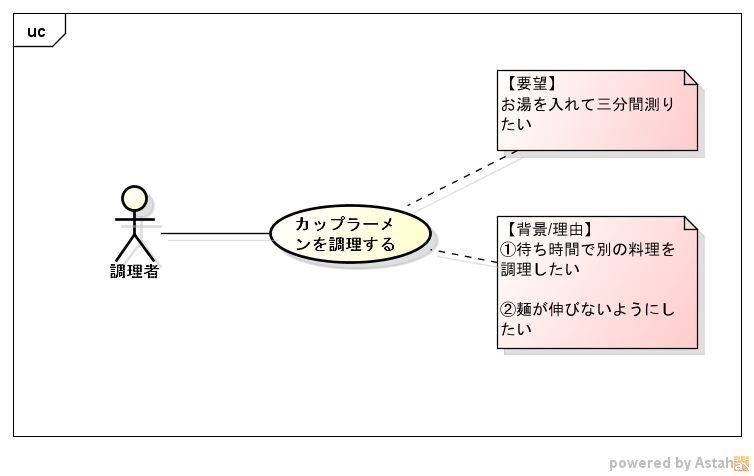 uc
【要望】
お湯を入れて三分間測り
たい
カップラーメ
ンを調理する
調理者
【背景/理由】
①待ち時間で別の料理を
調理したい
②麺が伸びないようにし
たい
powered by Astah